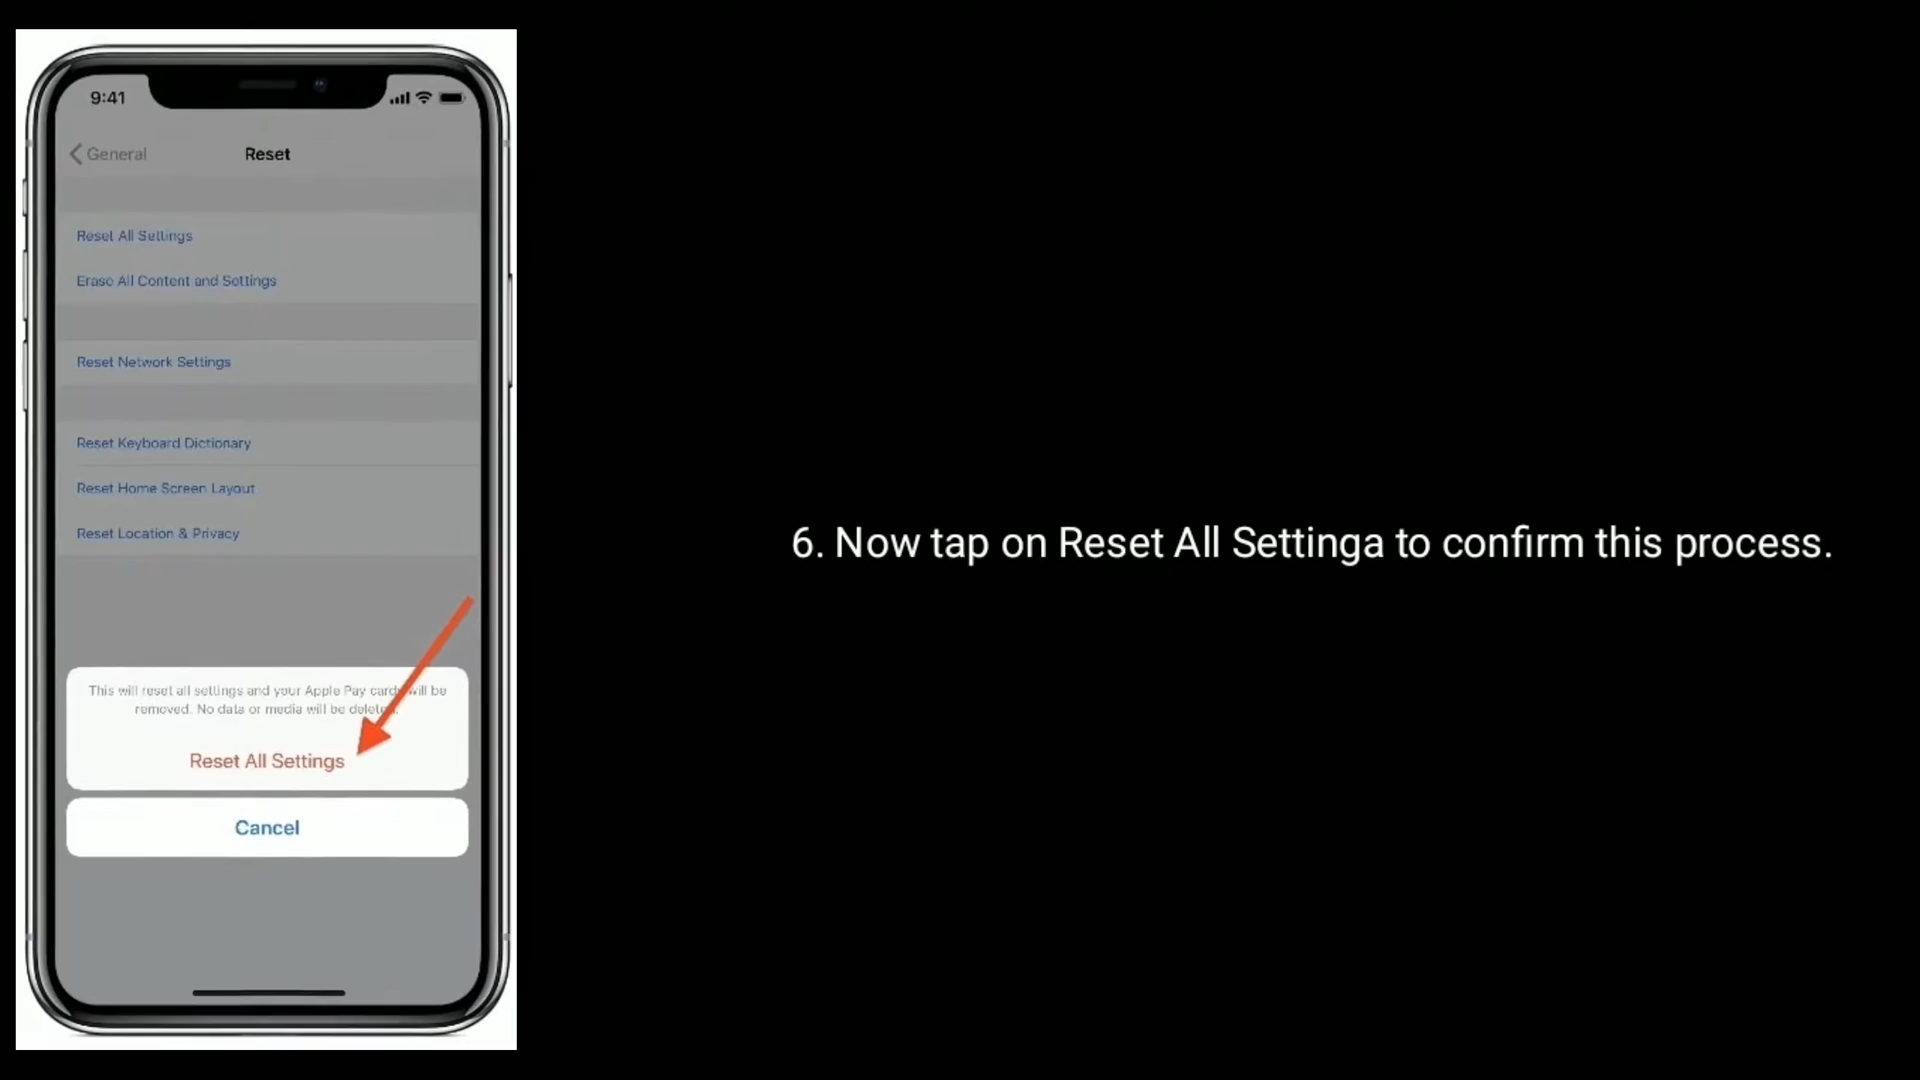 9:41
General
Reset
Reset All Settings
Erase All Content and Settings
Reset Network Settings
Reset Keyboard Dictionary
Reset Home Screen Layout
Reset Location & Privacy
This will reset all settings and your Apple Pay cards will be
removed. No data or media will be deleted.
Reset All Settings
Cancel
6. Now tap on Reset All Settinga to confirm this process.